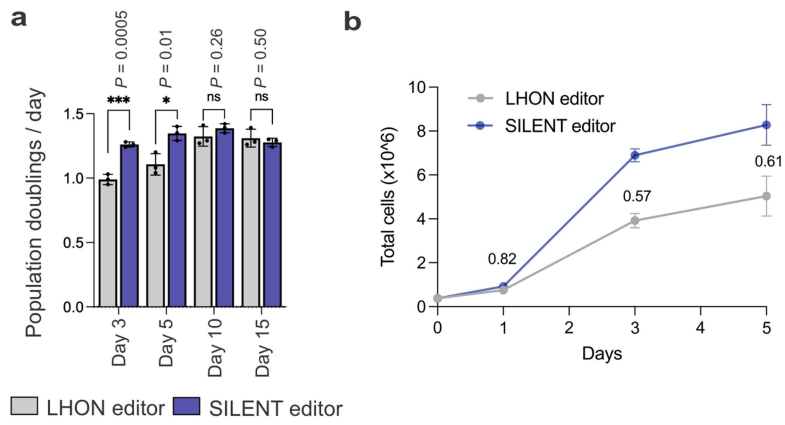 a
P = 0.0005
P = 0.01
P = 0.26
P = 0.50
***
*
ns
ns
Population doublings / day
1.5
1.0
0.5
0.0
Day 3
Day 5
Day 10
Day 15
LHON editor
SILENT editor
b
Total cells (x10^6)
10
8
6
4
2
0
LHON editor
SILENT editor
0.82
0.57
0.61
0 1 2 3 4 5
Days